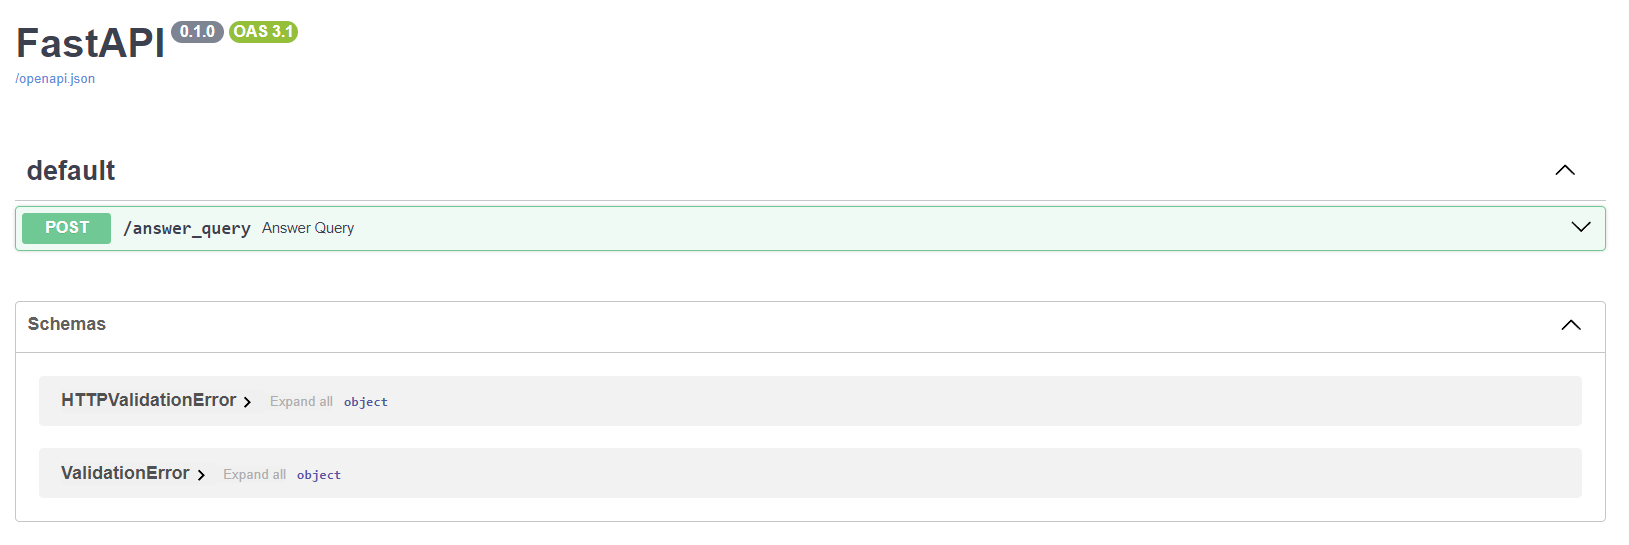 FastAPI 0.1.0 OAS 3.1
/openapi.json
default
POST /answer_query Answer Query
Schemas
HTTPValidationError Expand all object
ValidationError Expand all object